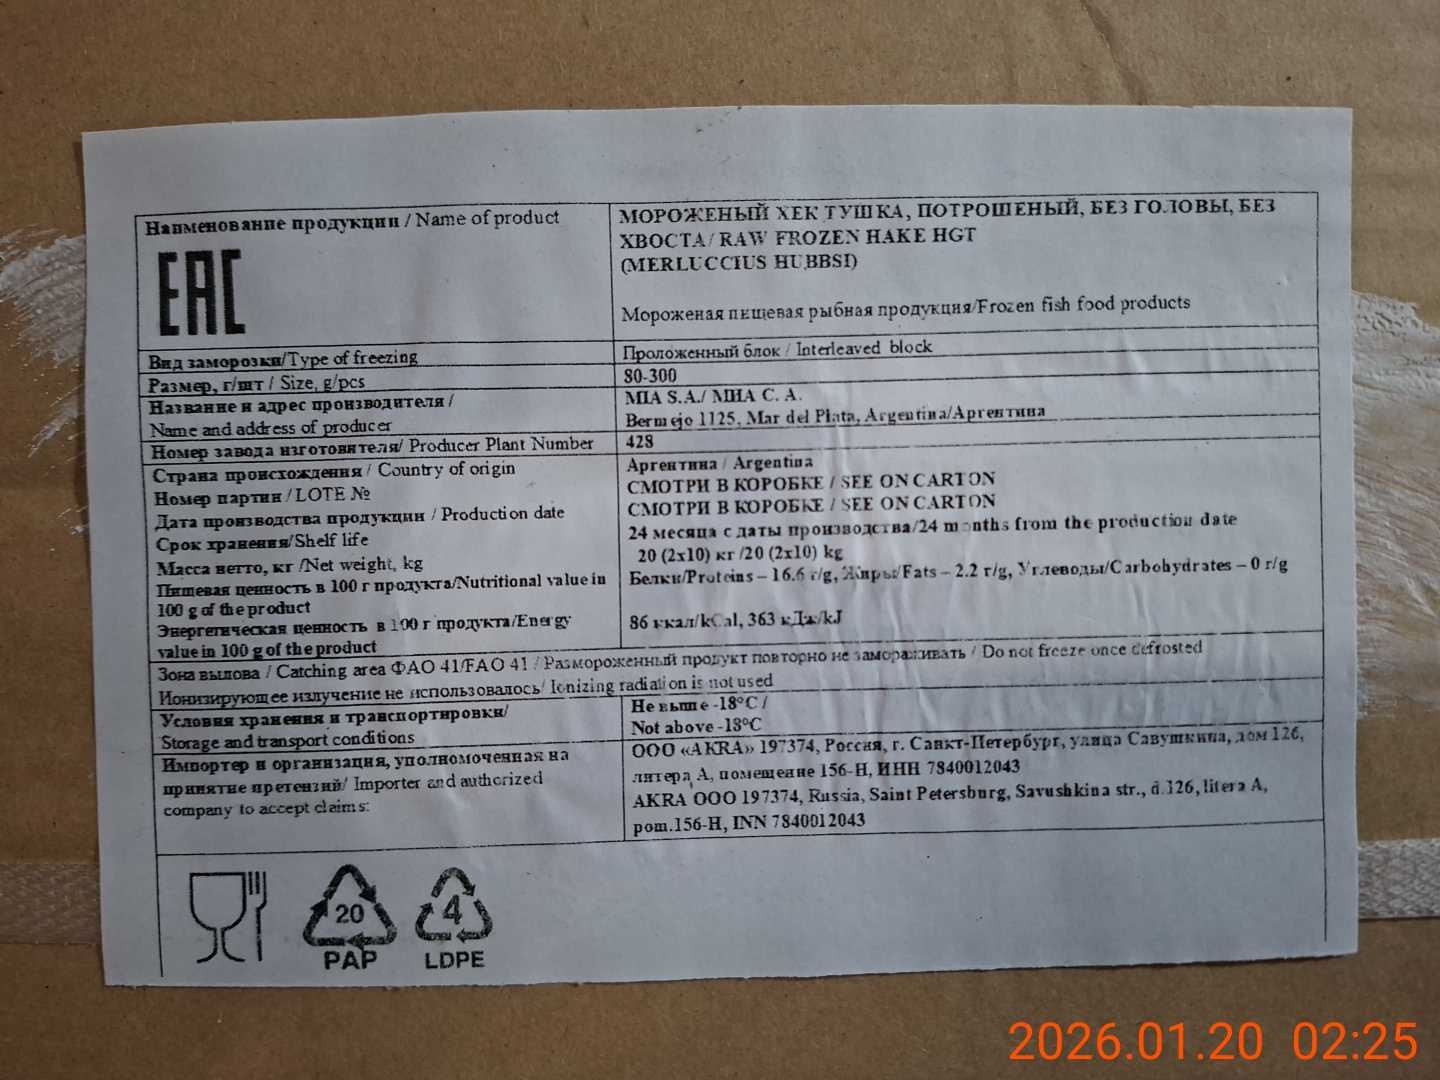 Наименование продукции / Name of product
EAC
МОРОЖЕНЫЙ ХЕК ТУШКА, ПОТРОШЕНЫЙ, БЕЗ ГОЛОВЫ, БЕЗ
ХВОСТА/ RAW FROZEN HAKE HGT
(MERLUCCIUS HUBBSI)
Мороженая пищевая рыбная продукция/Frozen fish food products
Вид заморозки/Type of freezing
Проложенный блок / Interleaved block
Размер, г/шт / Size, g/pcs
80-300
Название и адрес производителя /
Name and address of producer
MIA S.A./ МИА С. А.
Bermejo 1125, Mar del Plata, Argentina/Аргентина
Номер завода изготовителя/ Producer Plant Number
428
Страна происхождения / Country of origin
Аргентина / Argentina
Номер партии / LOTE №
СМОТРИ В КОРОБКЕ / SEE ON CARTON
Дата производства продукции / Production date
СМОТРИ В КОРОБКЕ / SEE ON CARTON
Срок хранения/Shelf life
24 месяца с даты производства/24 months from the production date
Масса нетто, кг /Net weight, kg
20 (2x10) кг /20 (2x10) kg
Пищевая ценность в 100 г продукта/Nutritional value in
100 g of the product
Белки/Proteins – 16.6 г/g, Жиры/Fats – 2.2 г/g, Углеводы/Carbohydrates – 0 г/g
Энергетическая ценность в 100 г продукта/Energy
value in 100 g of the product
86 ккал/kCal, 363 кДж/kJ
Зона вылова / Catching area ФАО 41/FAO 41 / Размороженный продукт повторно не замораживать / Do not freeze once defrosted
Ионизирующее излучение не использовалось/ Ionizing radiation is not used
Условия хранения и транспортировки/
Storage and transport conditions
Не выше -18°C /
Not above -18°C
Импортер и организация, уполномоченная на
принятие претензий/ Importer and authorized
company to accept claims:
ООО «AKRA» 197374, Россия, г. Санкт-Петербург, улица Савушкина, дом 126,
литера А, помещение 156-Н, ИНН 7840012043
AKRA ООО 197374, Russia, Saint Petersburg, Savushkina str., d.126, litera A,
pom.156-H, INN 7840012043
20
PAP
4
LDPE
2026.01.20 02:25